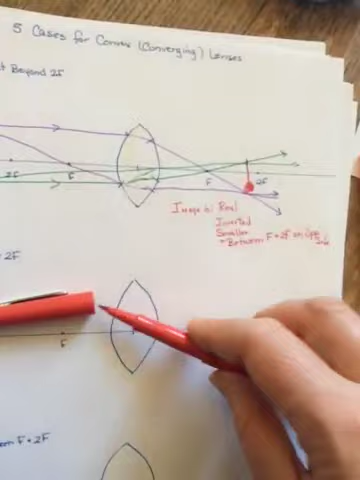 5 Cases for Convex (Converging) Lenses
t Beyond 2F
2F
F
F
2F
Image is: Real
Inverted
Smaller
Between F + 2F on opp. side
2F
F
om F + 2F